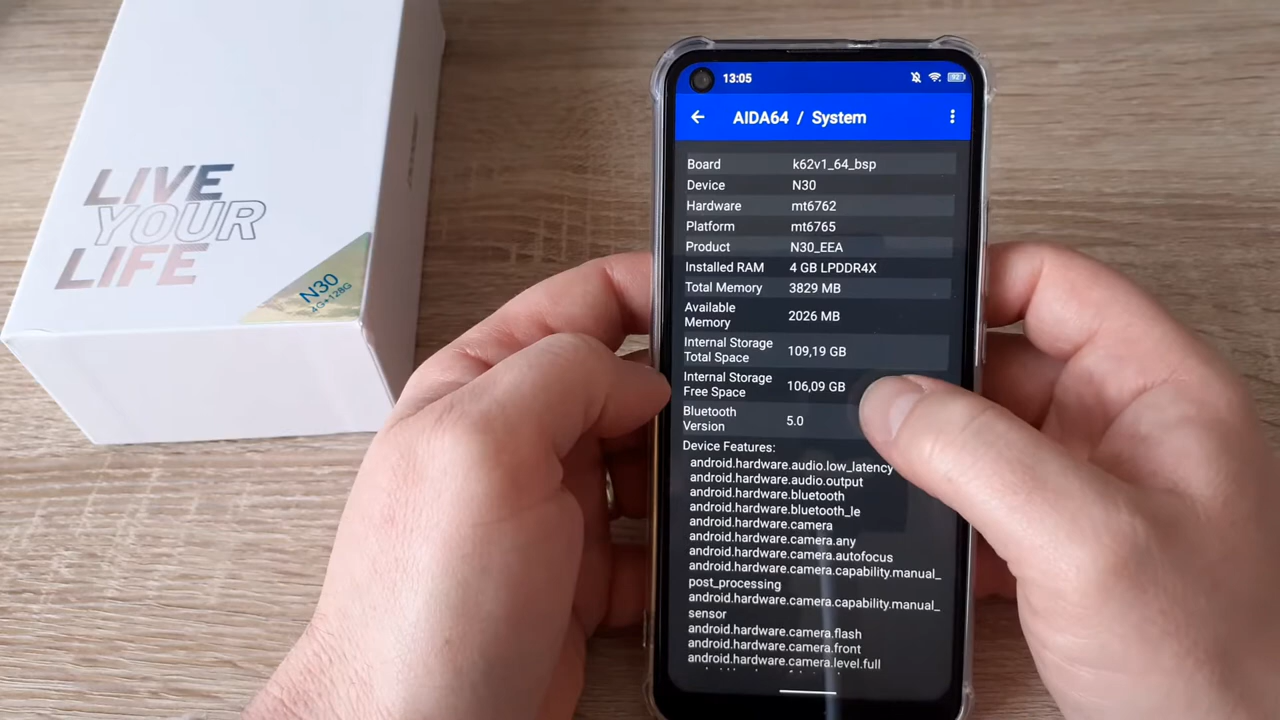 LIVE
YOUR
LIFE
N30
4G+128G
13:05
92
AIDA64 / System
Board k62v1_64_bsp
Device N30
Hardware mt6762
Platform mt6765
Product N30_EEA
Installed RAM 4 GB LPDDR4X
Total Memory 3829 MB
Available
Memory 2026 MB
Internal Storage
Total Space 109,19 GB
Internal Storage
Free Space 106,09 GB
Bluetooth
Version 5.0
Device Features:
android.hardware.audio.low_latency
android.hardware.audio.output
android.hardware.bluetooth
android.hardware.bluetooth_le
android.hardware.camera
android.hardware.camera.any
android.hardware.camera.autofocus
android.hardware.camera.capability.manual_
post_processing
android.hardware.camera.capability.manual_
sensor
android.hardware.camera.flash
android.hardware.camera.front
android.hardware.camera.level.full